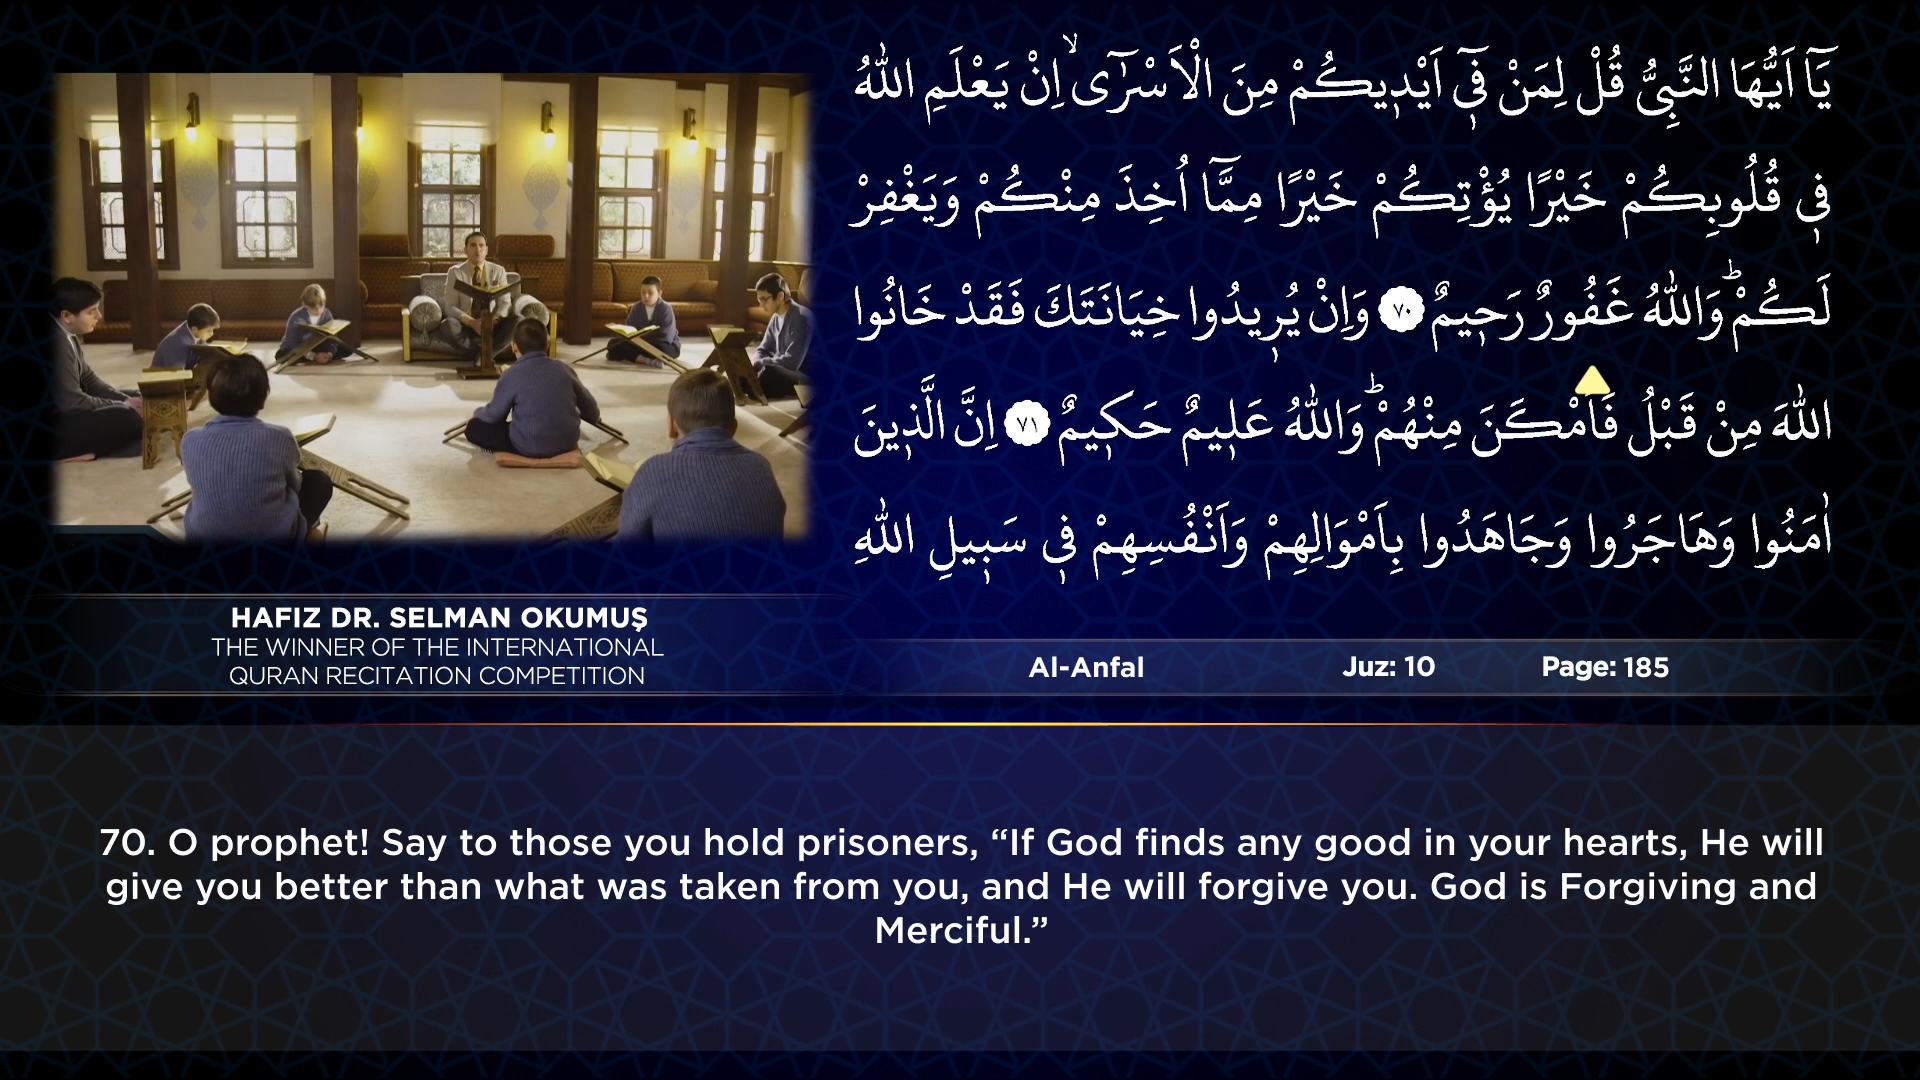 يَٓا اَيُّهَا النَّبِيُّ قُلْ لِمَنْ ف۪ٓي اَيْد۪يكُمْ مِنَ الْاَسْرٰٓىۙ اِنْ يَعْلَمِ اللّٰهُ
ف۪ي قُلُوبِكُمْ خَيْرًا يُؤْتِكُمْ خَيْرًا مِمَّٓا اُخِذَ مِنْكُمْ وَيَغْفِرْ
لَكُمْۜ وَاللّٰهُ غَفُورٌ رَح۪يمٌ ﴿٧٠﴾ وَاِنْ يُر۪يدُوا خِيَانَتَكَ فَقَدْ خَانُوا
اللّٰهَ مِنْ قَبْلُ فَاَمْكَنَ مِنْهُمْۜ وَاللّٰهُ عَل۪يمٌ حَك۪يمٌ ﴿٧١﴾ اِنَّ الَّذ۪ينَ
اٰمَنُوا وَهَاجَرُوا وَجَاهَدُوا بِاَمْوَالِهِمْ وَاَنْفُسِهِمْ ف۪ي سَب۪يلِ اللّٰهِ
HAFIZ DR. SELMAN OKUMUŞ
THE WINNER OF THE INTERNATIONAL
QURAN RECITATION COMPETITION
Al-Anfal Juz: 10 Page: 185
70. O prophet! Say to those you hold prisoners, “If God finds any good in your hearts, He will
give you better than what was taken from you, and He will forgive you. God is Forgiving and
Merciful.”